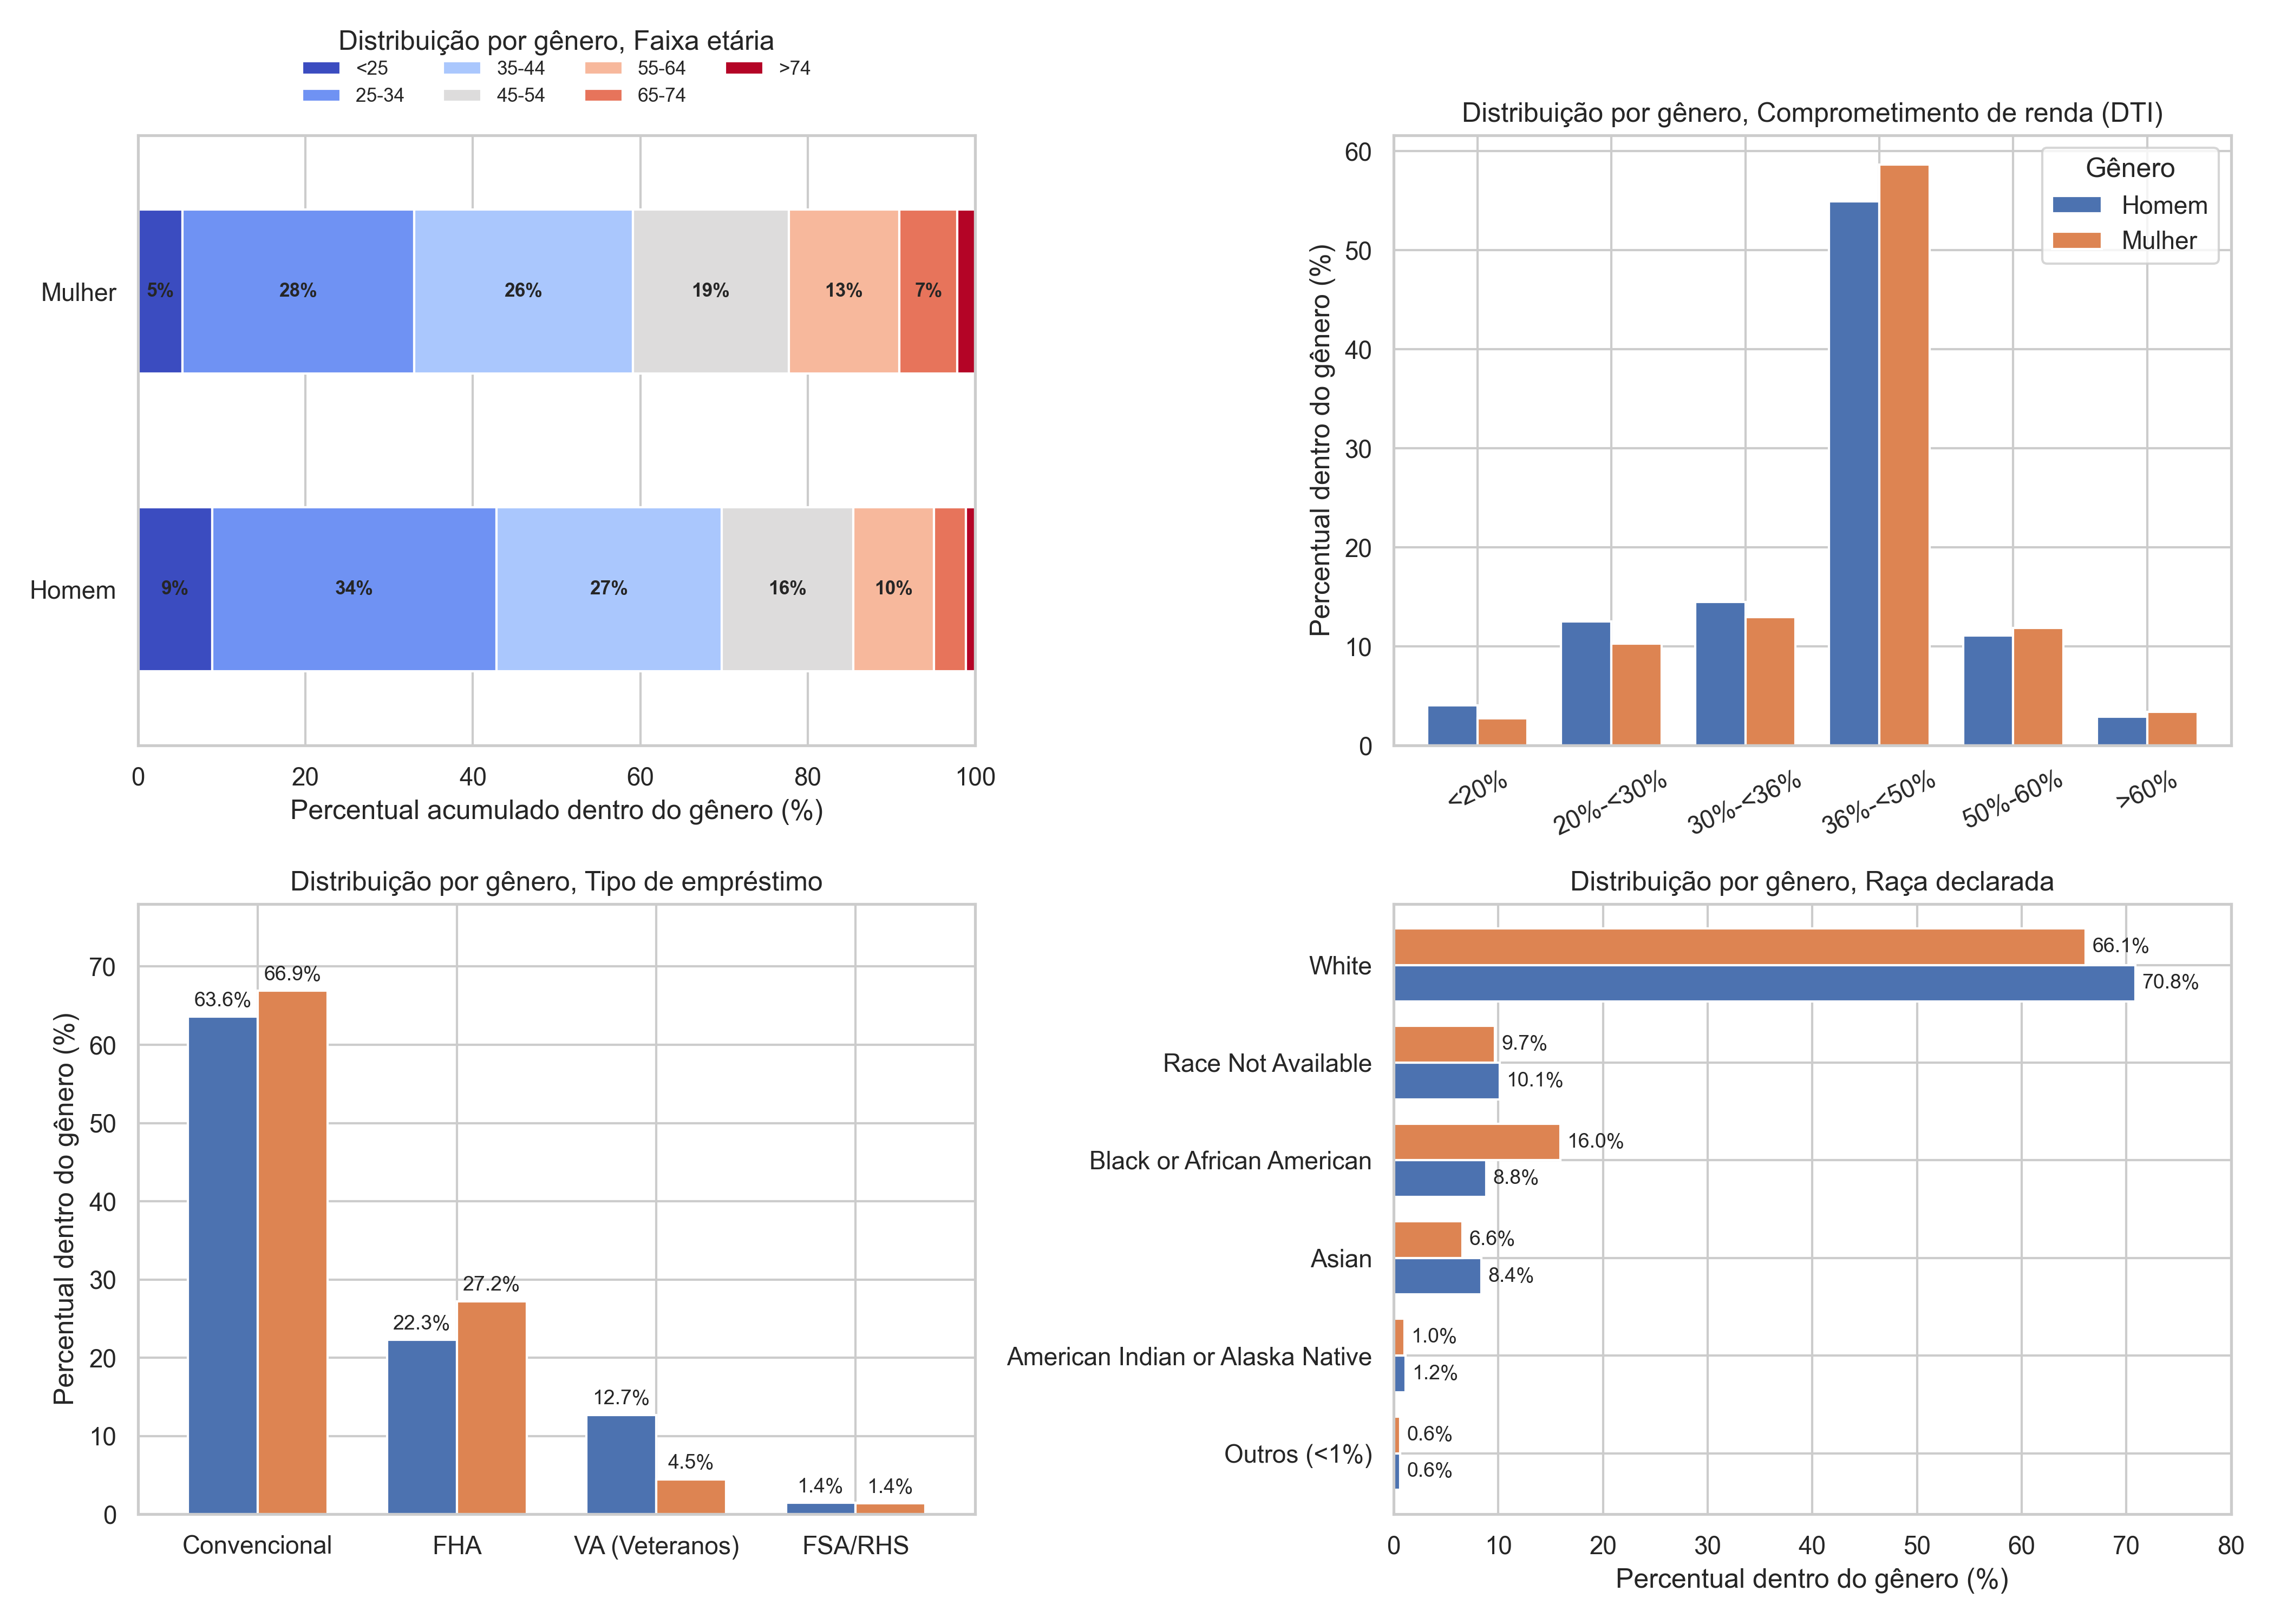 Distribuição por gênero, Faixa etária
<25 35-44 55-64 >74
25-34 45-54 65-74
Mulher
5% 28% 26% 19% 13% 7%
Homem
9% 34% 27% 16% 10%
0 20 40 60 80 100
Percentual acumulado dentro do gênero (%)
Distribuição por gênero, Comprometimento de renda (DTI)
Gênero
Homem
Mulher
Percentual dentro do gênero (%)
60
50
40
30
20
10
0
<20% 20%-<30% 30%-<36% 36%-<50% 50%-60% >60%
Distribuição por gênero, Tipo de empréstimo
Percentual dentro do gênero (%)
70
60
50
40
30
20
10
0
63.6% 66.9%
22.3% 27.2%
12.7% 4.5%
1.4% 1.4%
Convencional FHA VA (Veteranos) FSA/RHS
Distribuição por gênero, Raça declarada
White
66.1%
70.8%
Race Not Available
9.7%
10.1%
Black or African American
16.0%
8.8%
Asian
6.6%
8.4%
American Indian or Alaska Native
1.0%
1.2%
Outros (<1%)
0.6%
0.6%
0 10 20 30 40 50 60 70 80
Percentual dentro do gênero (%)